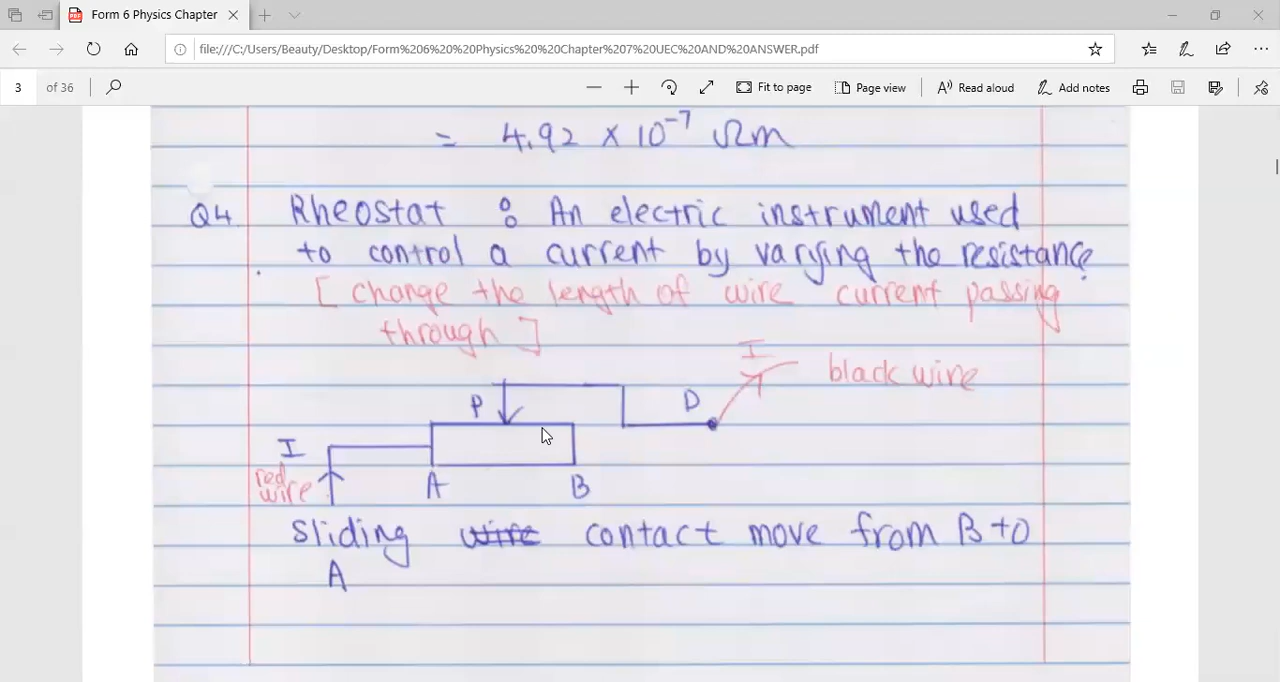 Form 6 Physics Chapter
file:///C:/Users/Beauty/Desktop/Form%206%20%20Physics%20%20Chapter%207%20UEC%20AND%20ANSWER.pdf
3 of 36
Fit to page
Page view
Read aloud
Add notes
= 4.92 × 10⁻⁷ Ωm
Q4 Rheostat : An electric instrument used
to control a current by varying the resistance
[ change the length of wire current passing
through ]
I black wire
P D
I
red
wire
A B
Sliding wire contact move from B to
A